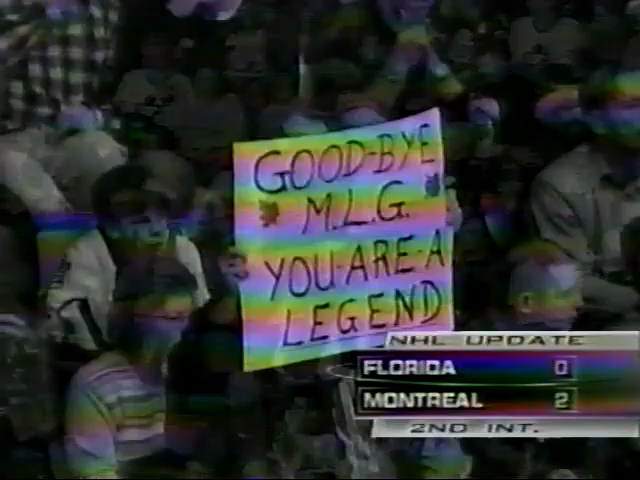 GOOD-BYE
M.L.G.
YOU-ARE-A
LEGEND
NHL UPDATE
FLORIDA 0
MONTREAL 2
2ND INT.